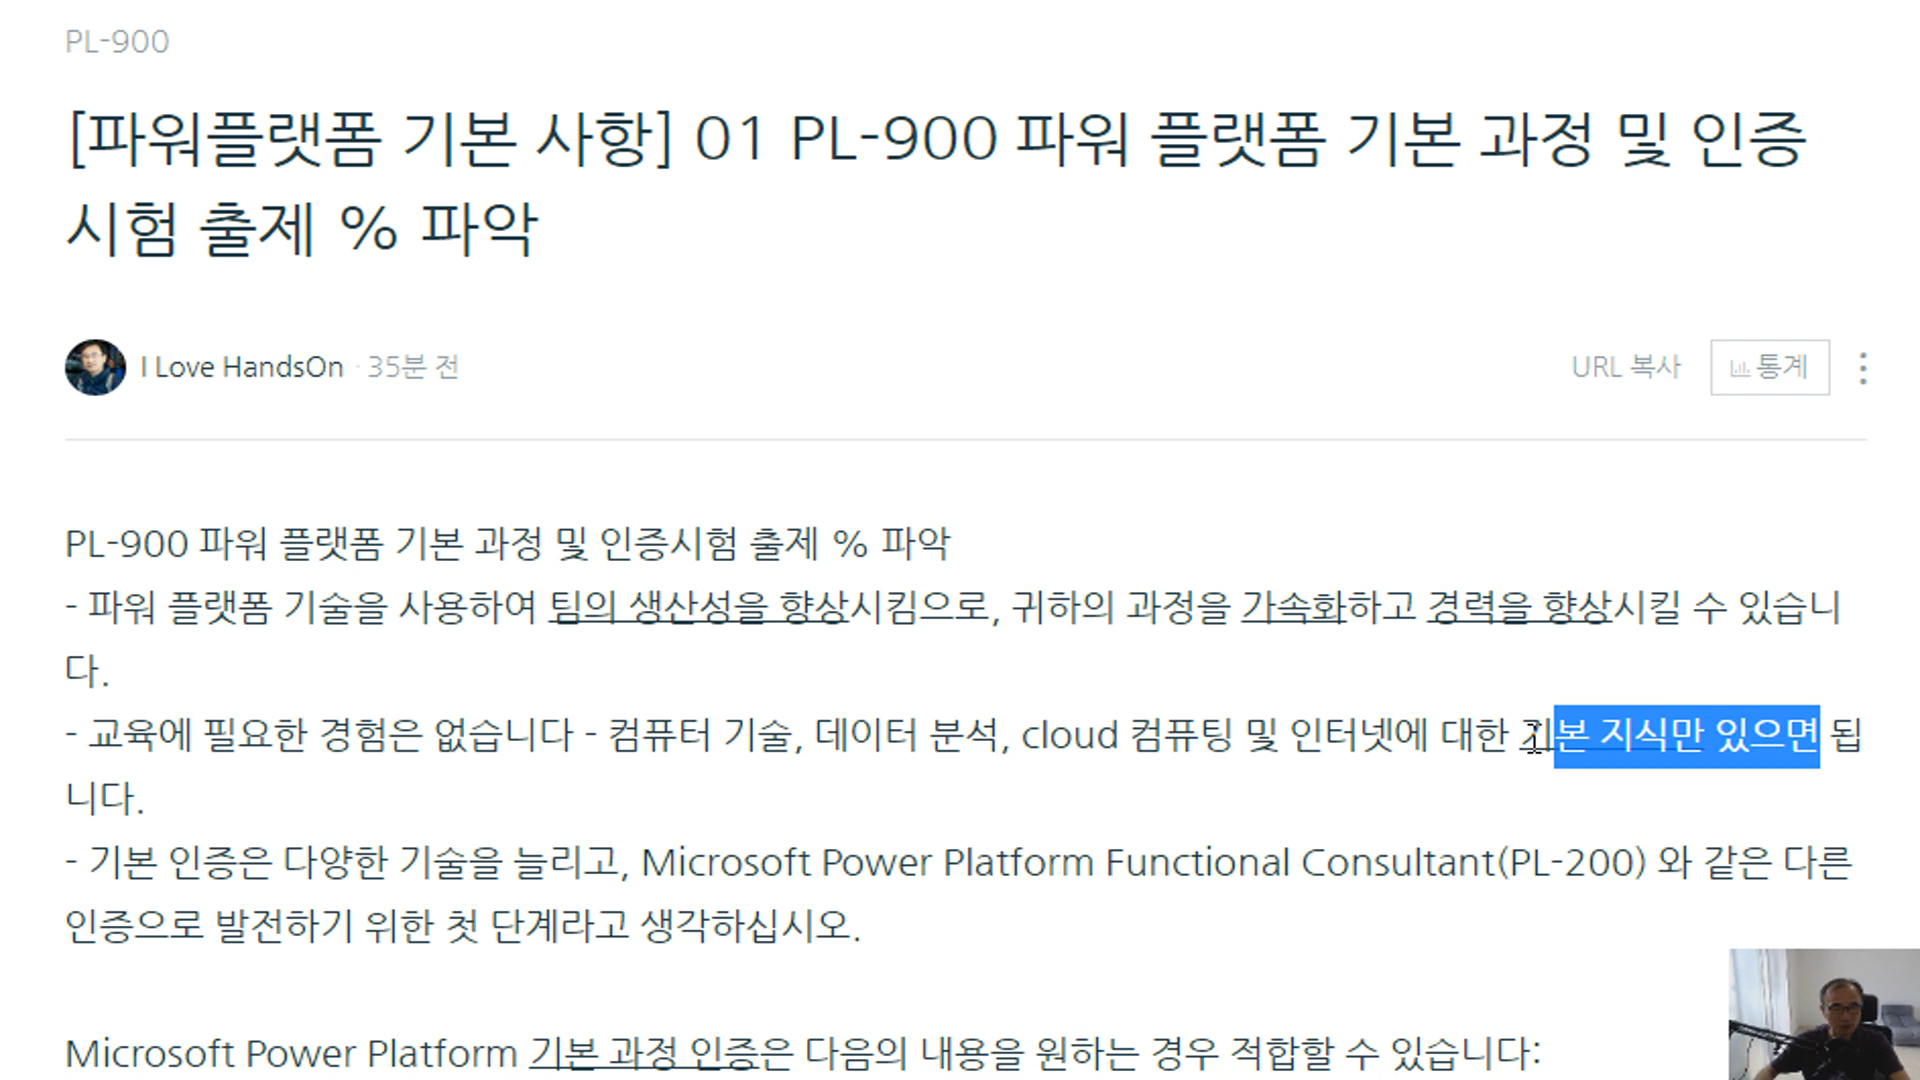 PL-900
[파워플랫폼 기본 사항] 01 PL-900 파워 플랫폼 기본 과정 및 인증
시험 출제 % 파악
I Love HandsOn · 35분 전
URL 복사
통계
PL-900 파워 플랫폼 기본 과정 및 인증시험 출제 % 파악
- 파워 플랫폼 기술을 사용하여 팀의 생산성을 향상시킴으로, 귀하의 과정을 가속화하고 경력을 향상시킬 수 있습니
다.
- 교육에 필요한 경험은 없습니다 - 컴퓨터 기술, 데이터 분석, cloud 컴퓨팅 및 인터넷에 대한 기본 지식만 있으면 됩
니다.
- 기본 인증은 다양한 기술을 늘리고, Microsoft Power Platform Functional Consultant(PL-200) 와 같은 다른
인증으로 발전하기 위한 첫 단계라고 생각하십시오.
Microsoft Power Platform 기본 과정 인증은 다음의 내용을 원하는 경우 적합할 수 있습니다: